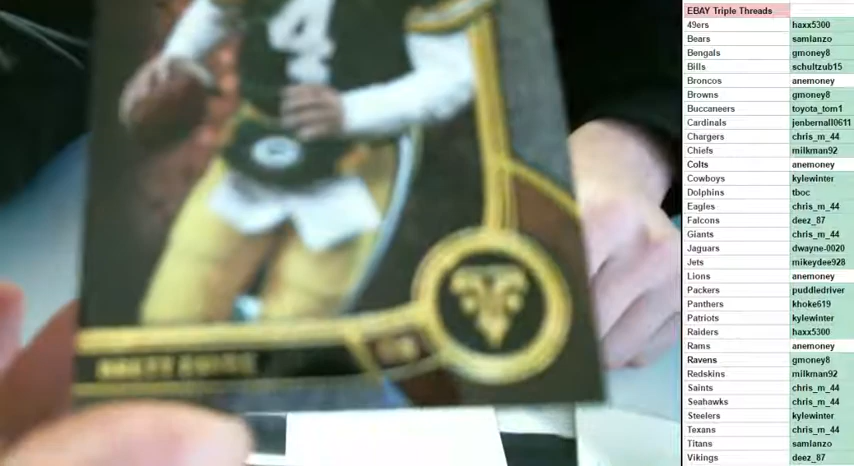 4
EBAY Triple Threads
49ers haxx5300
Bears samlanzo
Bengals gmoney8
Bills schultzub15
Broncos anemoney
Browns gmoney8
Buccaneers toyota_tom1
Cardinals jenbernall0611
Chargers chris_m_44
Chiefs milkman92
Colts anemoney
Cowboys kylewinter
Dolphins tboc
Eagles chris_m_44
Falcons deez_87
Giants chris_m_44
Jaguars dwayne-0020
Jets mikeydee928
Lions anemoney
Packers puddledriver
Panthers khoke619
Patriots kylewinter
Raiders haxx5300
Rams anemoney
Ravens gmoney8
Redskins milkman92
Saints chris_m_44
Seahawks chris_m_44
Steelers kylewinter
Texans chris_m_44
Titans samlanzo
Vikings deez_87